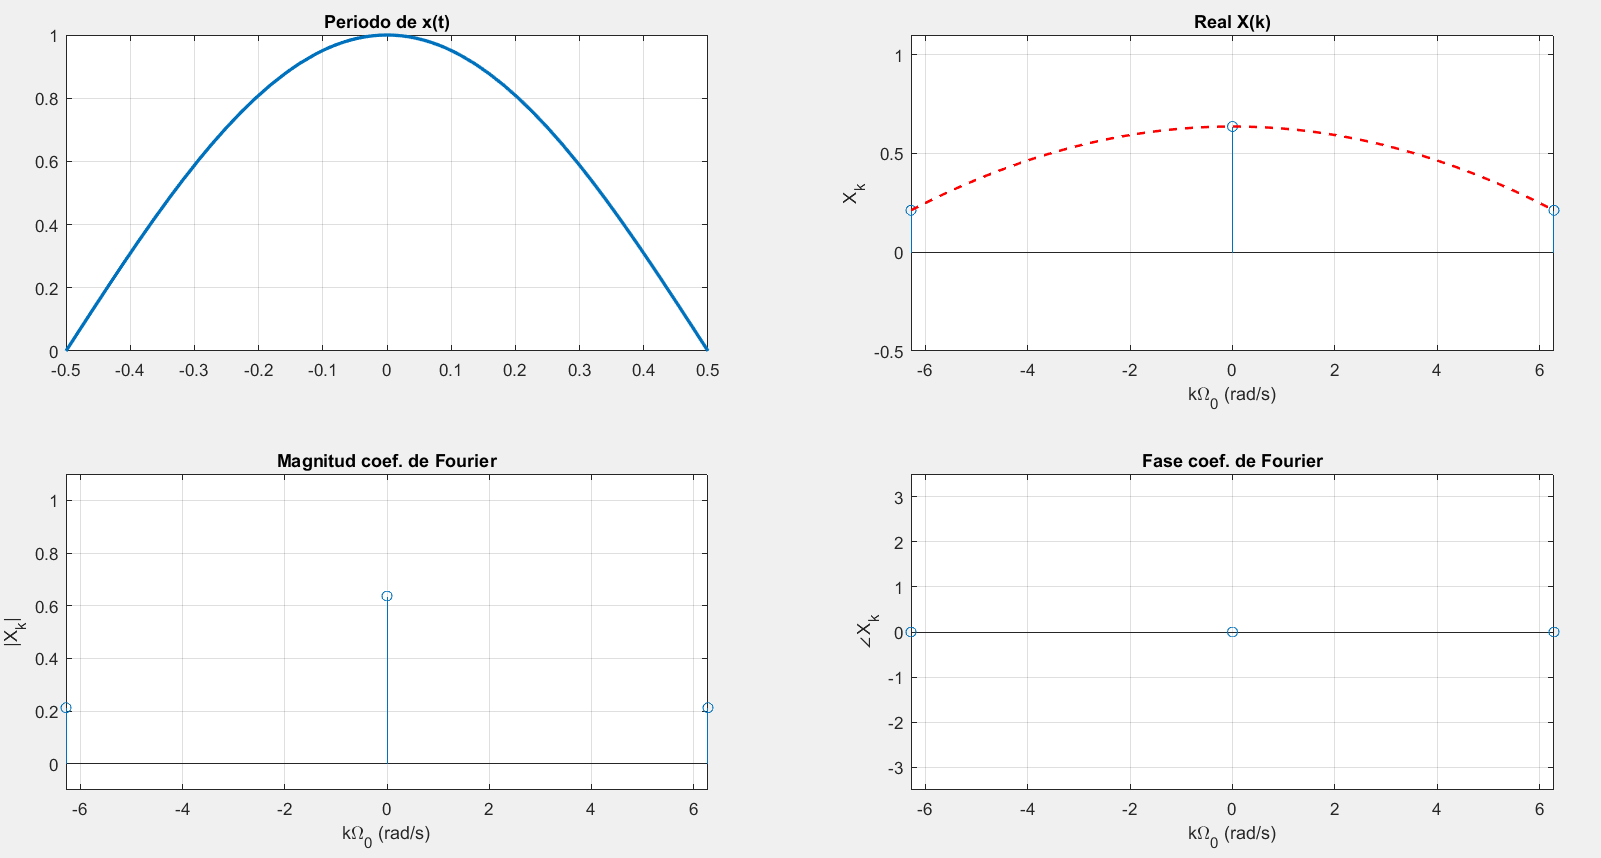 Periodo de x(t)
1
0.8
0.6
0.4
0.2
0
-0.5 -0.4 -0.3 -0.2 -0.1 0 0.1 0.2 0.3 0.4 0.5
Real X(k)
1
0.5
0
-0.5
X_k
-6 -4 -2 0 2 4 6
kΩ_0 (rad/s)
Magnitud coef. de Fourier
1
0.8
0.6
0.4
0.2
0
|X_k|
-6 -4 -2 0 2 4 6
kΩ_0 (rad/s)
Fase coef. de Fourier
3
2
1
0
-1
-2
-3
∠X_k
-6 -4 -2 0 2 4 6
kΩ_0 (rad/s)